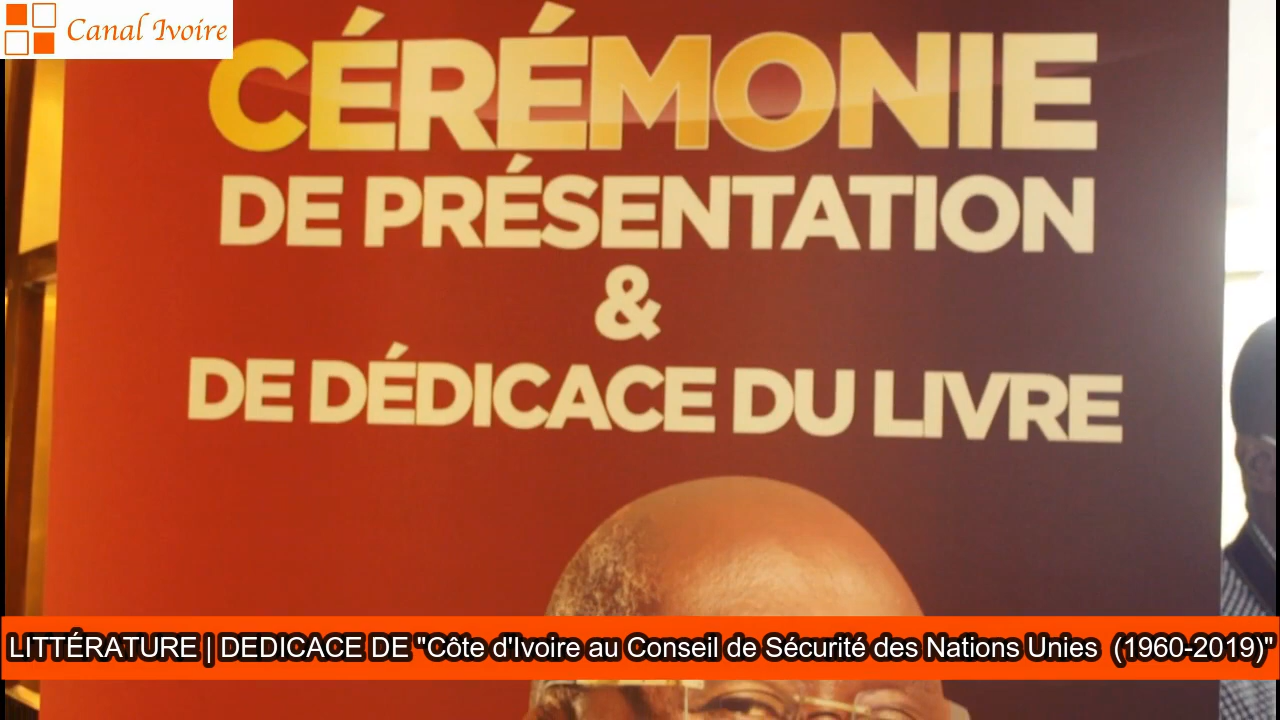 Canal Ivoire
CÉRÉMONIE
DE PRÉSENTATION
&
DE DÉDICACE DU LIVRE
LITTÉRATURE | DEDICACE DE "Côte d'Ivoire au Conseil de Sécurité des Nations Unies (1960-2019)"